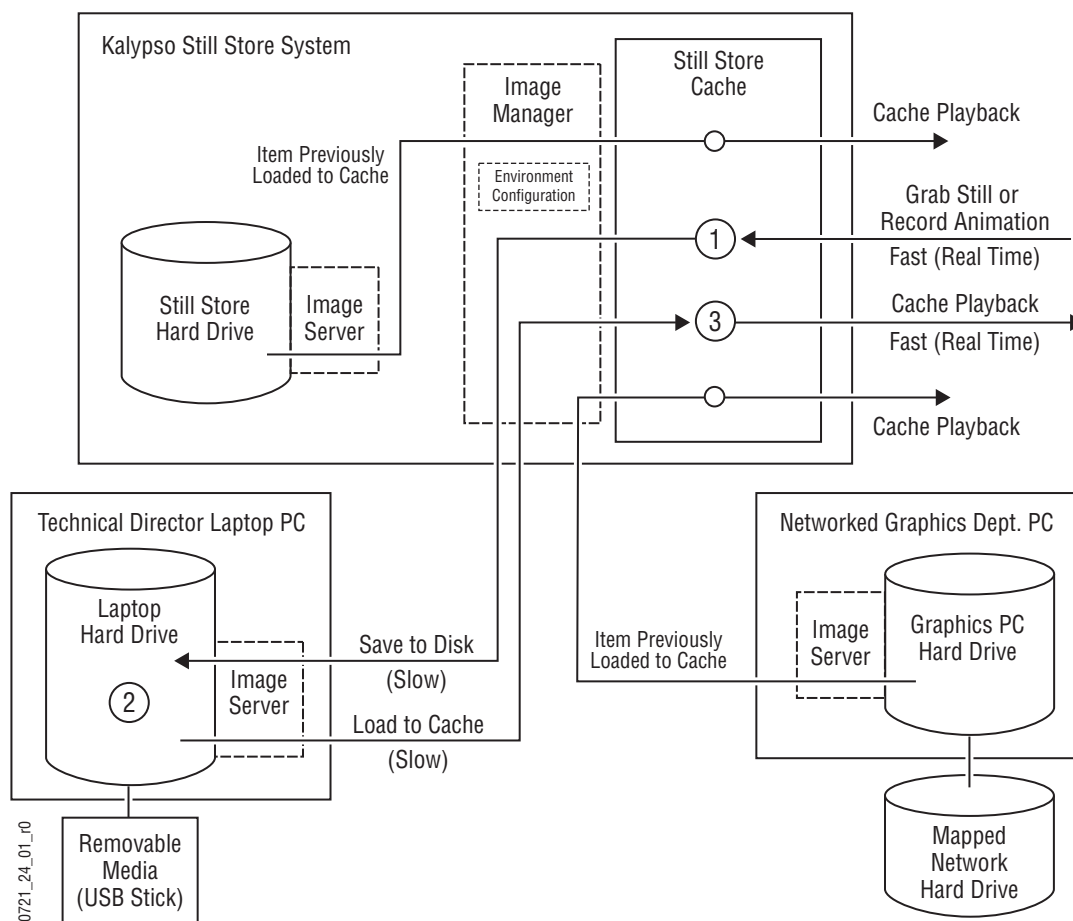 Kalypso Still Store System
Still Store
Cache
Image
Manager
Environment
Configuration
Item Previously
Loaded to Cache
Cache Playback
Grab Still or
Record Animation
Fast (Real Time)
1
Still Store
Hard Drive
Image
Server
3
Cache Playback
Fast (Real Time)
Cache Playback
Technical Director Laptop PC
Laptop
Hard Drive
2
Image
Server
Save to Disk
(Slow)
Load to Cache
(Slow)
Removable
Media
(USB Stick)
Item Previously
Loaded to Cache
Networked Graphics Dept. PC
Image
Server
Graphics PC
Hard Drive
Mapped
Network
Hard Drive
0721_24_01_r0